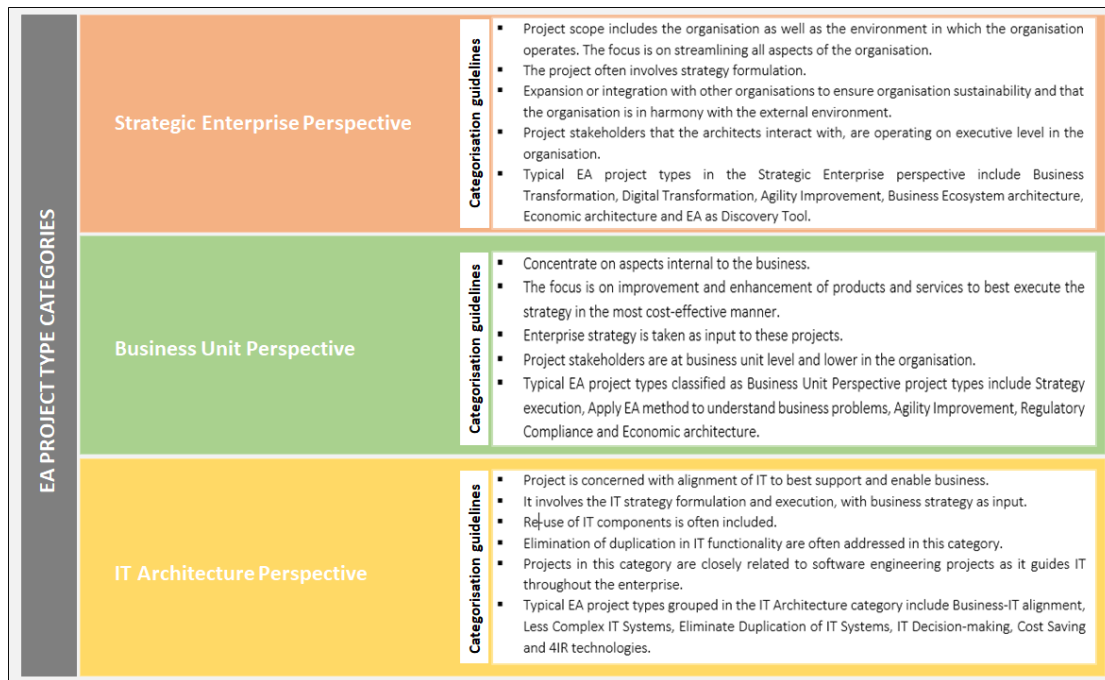 EA PROJECT TYPE CATEGORIES
Strategic Enterprise Perspective
Categorisation guidelines
▪ Project scope includes the organisation as well as the environment in which the organisation
operates. The focus is on streamlining all aspects of the organisation.
▪ The project often involves strategy formulation.
▪ Expansion or integration with other organisations to ensure organisation sustainability and that
the organisation is in harmony with the external environment.
▪ Project stakeholders that the architects interact with, are operating on executive level in the
organisation.
▪ Typical EA project types in the Strategic Enterprise perspective include Business
Transformation, Digital Transformation, Agility Improvement, Business Ecosystem architecture,
Economic architecture and EA as Discovery Tool.
Business Unit Perspective
Categorisation guidelines
▪ Concentrate on aspects internal to the business.
▪ The focus is on improvement and enhancement of products and services to best execute the
strategy in the most cost-effective manner.
▪ Enterprise strategy is taken as input to these projects.
▪ Project stakeholders are at business unit level and lower in the organisation.
▪ Typical EA project types classified as Business Unit Perspective project types include Strategy
execution, Apply EA method to understand business problems, Agility Improvement, Regulatory
Compliance and Economic architecture.
IT Architecture Perspective
Categorisation guidelines
▪ Project is concerned with alignment of IT to best support and enable business.
▪ It involves the IT strategy formulation and execution, with business strategy as input.
▪ Re-use of IT components is often included.
▪ Elimination of duplication in IT functionality are often addressed in this category.
▪ Projects in this category are closely related to software engineering projects as it guides IT
throughout the enterprise.
▪ Typical EA project types grouped in the IT Architecture category include Business-IT alignment,
Less Complex IT Systems, Eliminate Duplication of IT Systems, IT Decision-making, Cost Saving
and 4IR technologies.